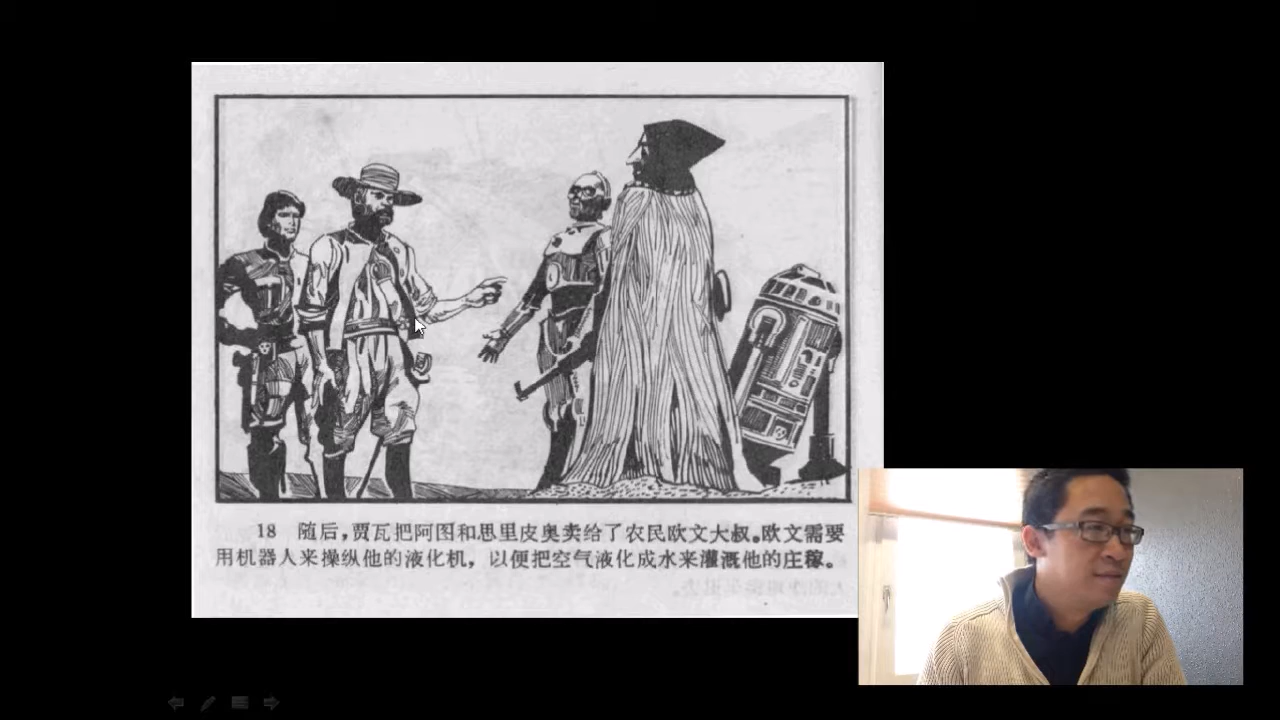 18 随后，贾瓦把阿图和思里皮奥卖给了农民欧文大叔。欧文需要
用机器人来操纵他的液化机，以便把空气液化成水来灌溉他的庄稼。